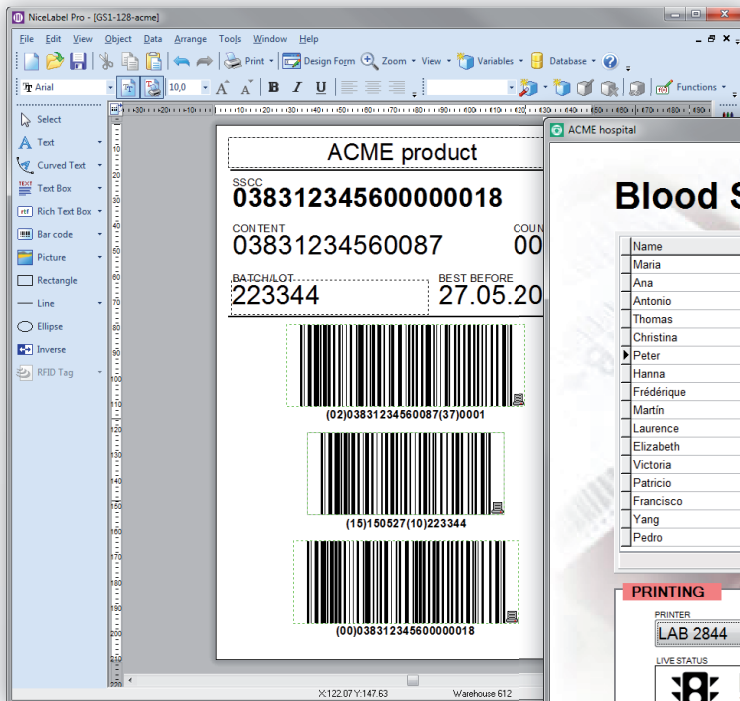 NiceLabel Pro - [GS1-128-acme]
File Edit View Object Data Arrange Tools Window Help
Print Design Form Zoom View Variables Database
Arial 10,0 B I U Functions
Select
Text
Curved Text
Text Box
Rich Text Box
Bar code
Picture
Rectangle
Line
Ellipse
Inverse
RFID Tag
ACME product
SSCC
038312345600000018
CONTENT
COUN
03831234560087
00
BATCH/LOT
BEST BEFORE
223344
27.05.20
(02)03831234560087(37)0001
(15)150527(10)223344
(00)038312345600000018
X:122.07 Y:147.63 Warehouse 612
ACME hospital
Blood S
Name
Maria
Ana
Antonio
Thomas
Christina
Peter
Hanna
Frédérique
Martín
Laurence
Elizabeth
Victoria
Patricio
Francisco
Yang
Pedro
PRINTING
PRINTER
LAB 2844
LIVE STATUS